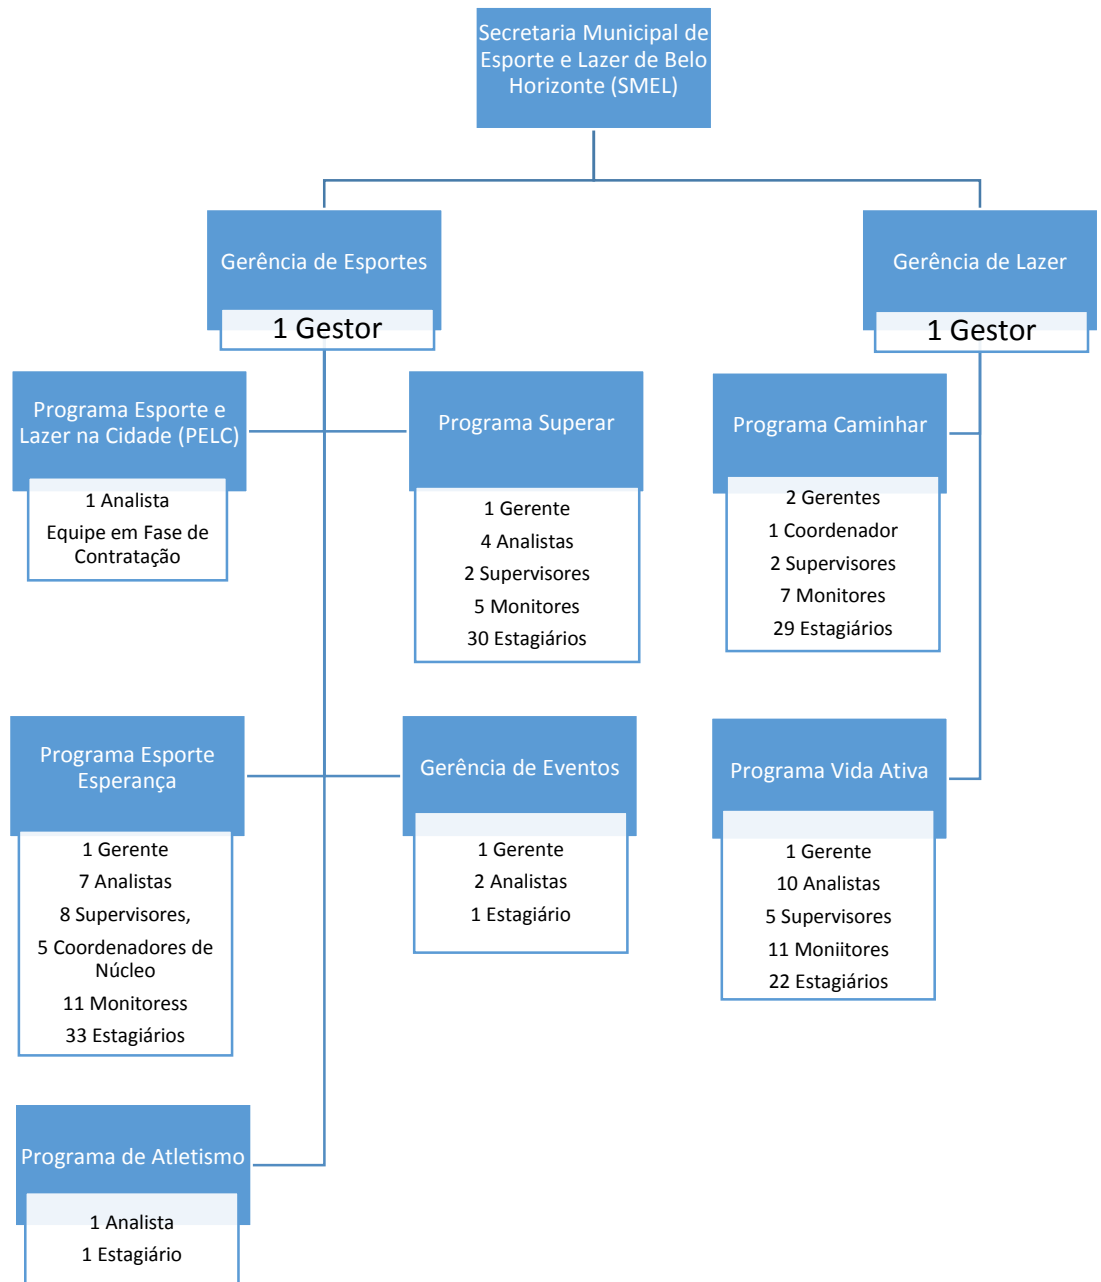 Secretaria Municipal de
Esporte e Lazer de Belo
Horizonte (SMEL)
Gerência de Esportes
1 Gestor
Gerência de Lazer
1 Gestor
Programa Esporte e
Lazer na Cidade (PELC)
1 Analista
Equipe em Fase de
Contratação
Programa Superar
1 Gerente
4 Analistas
2 Supervisores
5 Monitores
30 Estagiários
Programa Caminhar
2 Gerentes
1 Coordenador
2 Supervisores
7 Monitores
29 Estagiários
Programa Esporte
Esperança
1 Gerente
7 Analistas
8 Supervisores,
5 Coordenadores de
Núcleo
11 Monitoress
33 Estagiários
Gerência de Eventos
1 Gerente
2 Analistas
1 Estagiário
Programa Vida Ativa
1 Gerente
10 Analistas
5 Supervisores
11 Moniitores
22 Estagiários
Programa de Atletismo
1 Analista
1 Estagiário